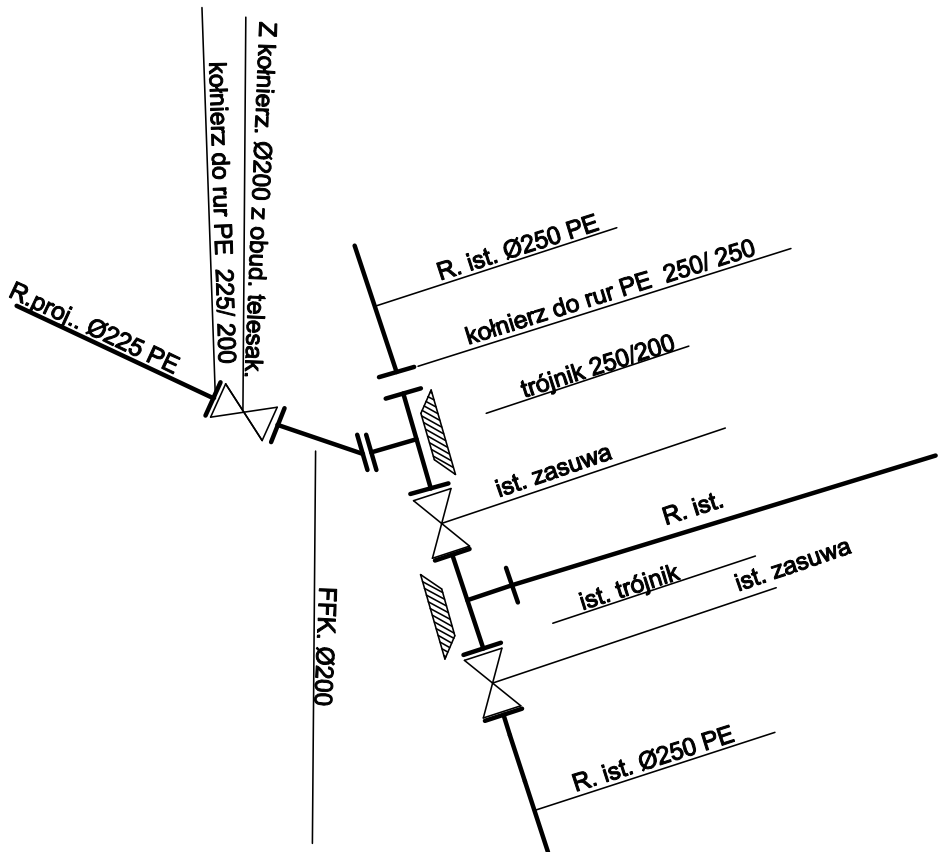 Z kołnierz. Ø200 z obud. telesak.
kołnierz do rur PE 225/ 200
R.proj.. Ø225 PE
R. ist. Ø250 PE
kołnierz do rur PE 250/ 250
trójnik 250/200
ist. zasuwa
R. ist.
ist. trójnik
ist. zasuwa
FFK. Ø200
R. ist. Ø250 PE